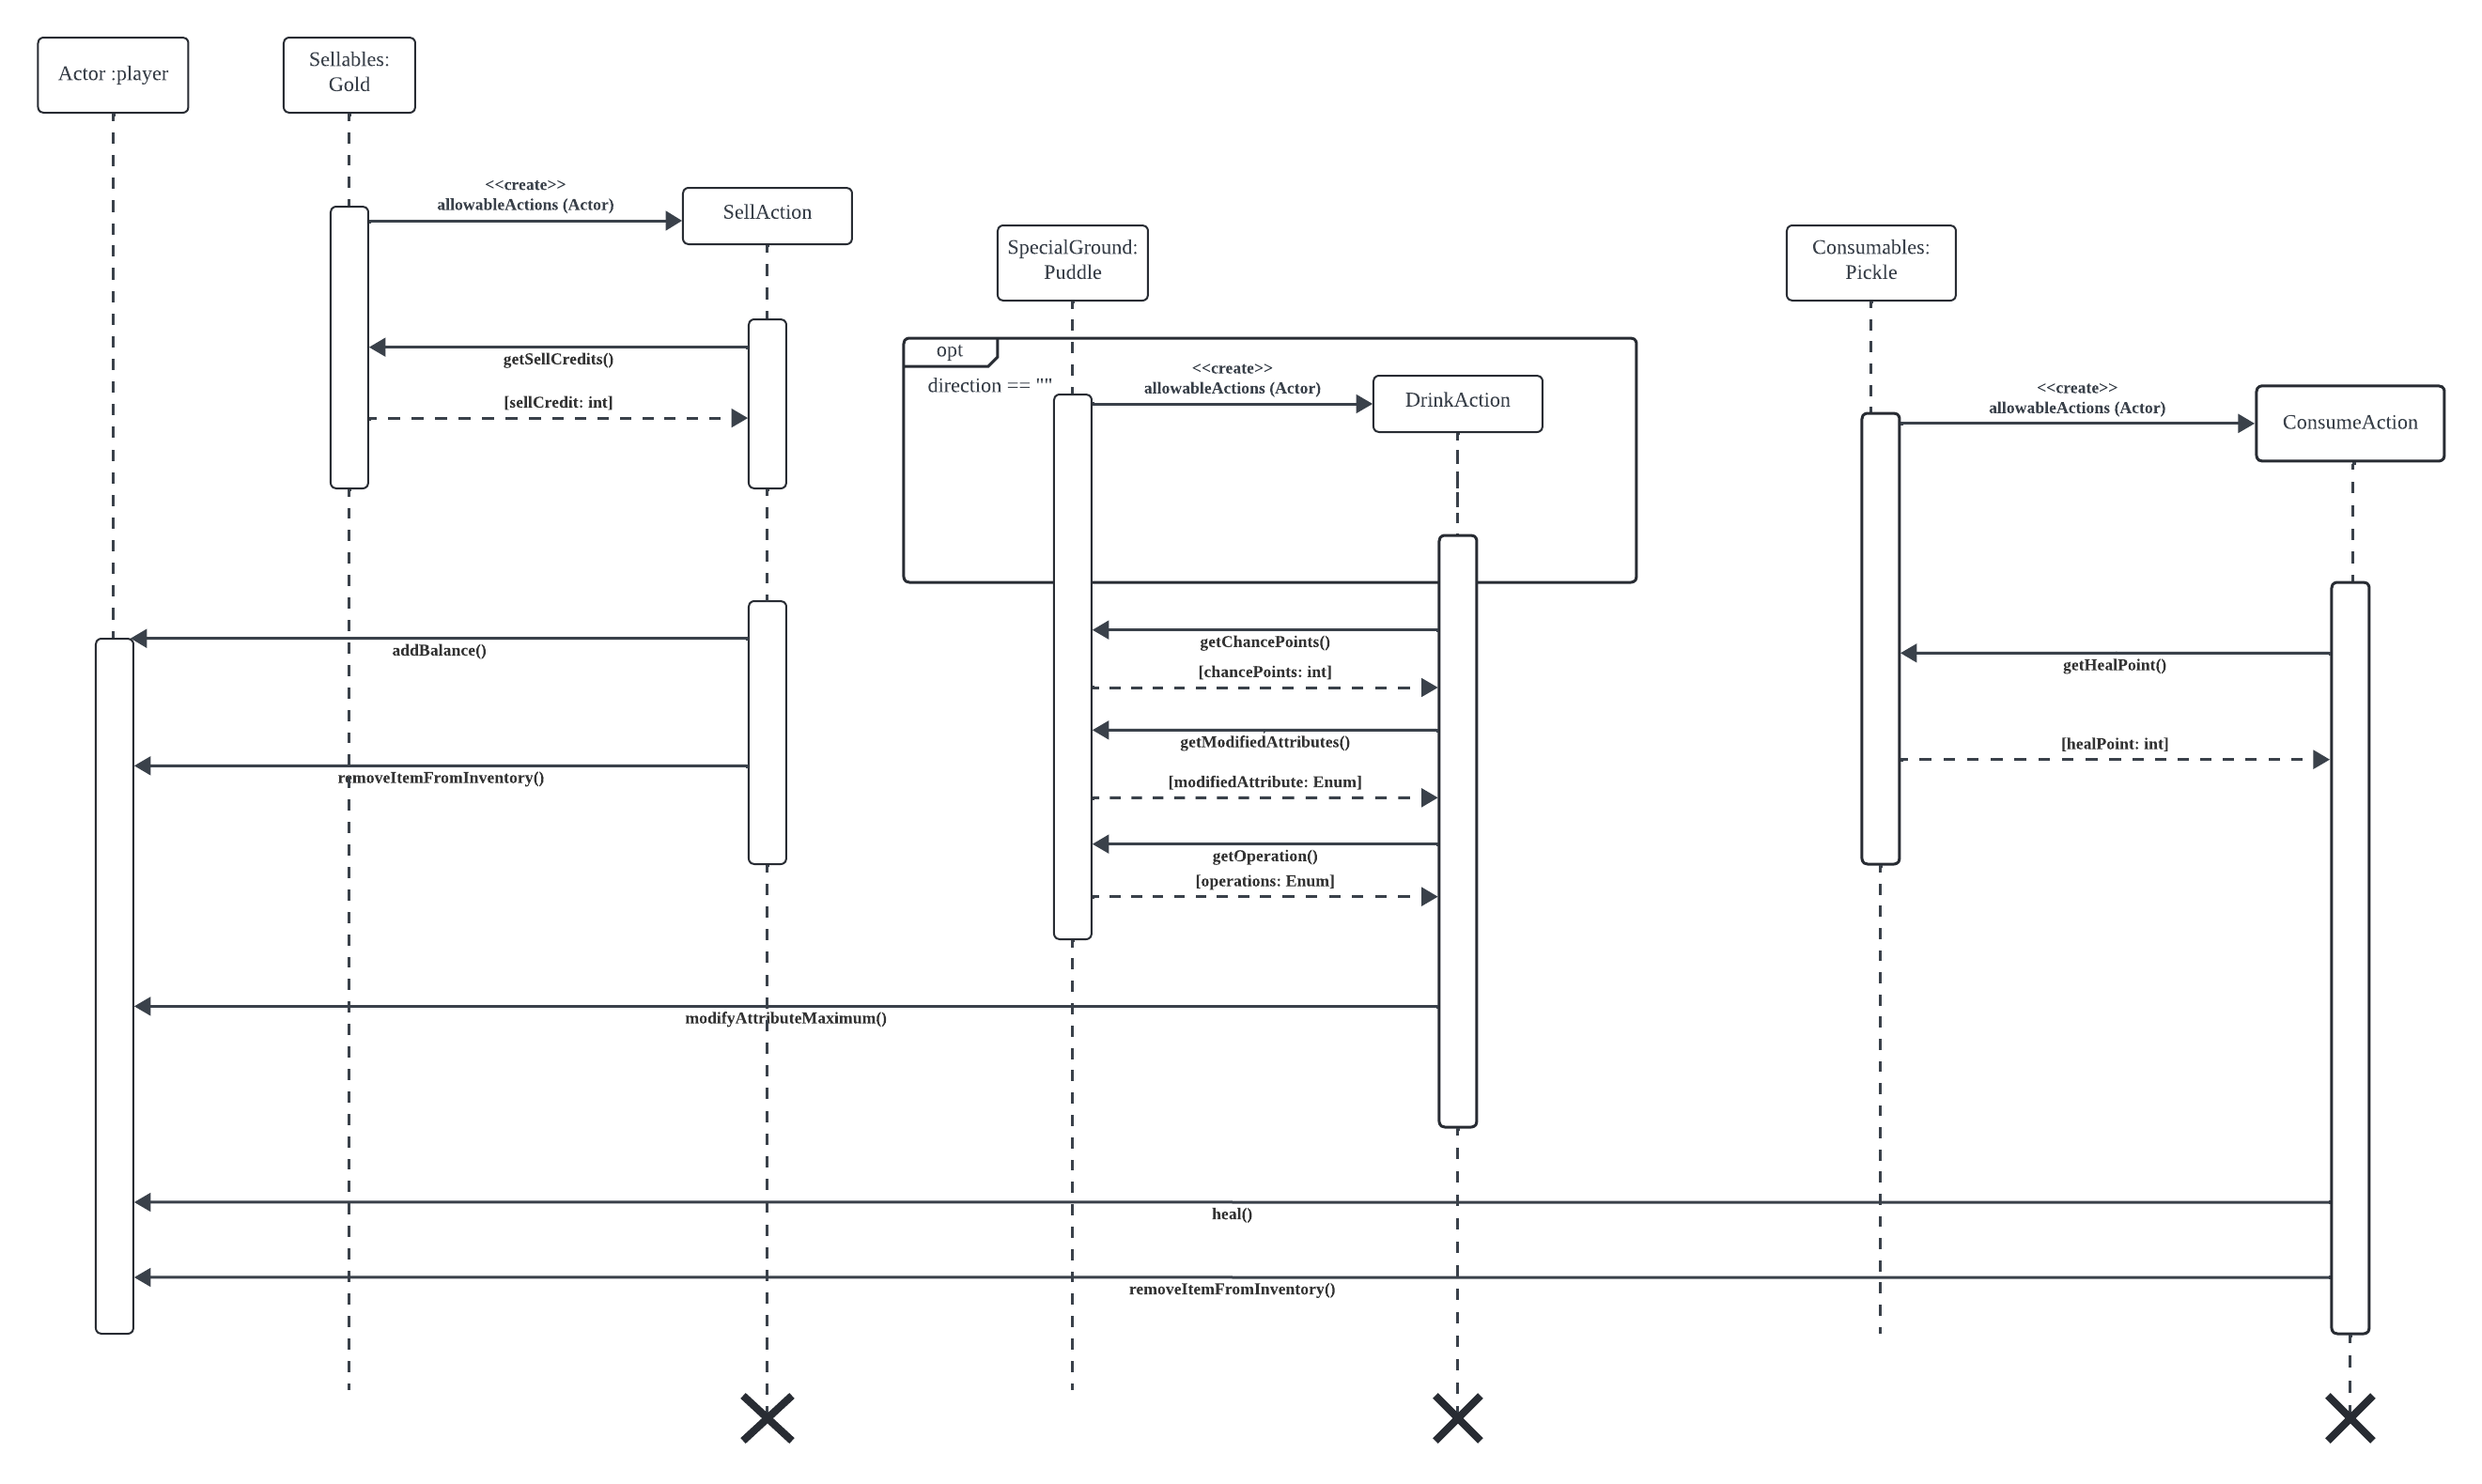 Actor :player
Sellables:
Gold
<<create>>
allowableActions (Actor)
SellAction
SpecialGround:
Puddle
Consumables:
Pickle
getSellCredits()
[sellCredit: int]
opt
direction == ""
<<create>>
allowableActions (Actor)
DrinkAction
<<create>>
allowableActions (Actor)
ConsumeAction
addBalance()
getChancePoints()
getHealPoint()
[chancePoints: int]
removeItemFromInventory()
getModifiedAttributes()
[healPoint: int]
[modifiedAttribute: Enum]
getOperation()
[operations: Enum]
modifyAttributeMaximum()
heal()
removeItemFromInventory()